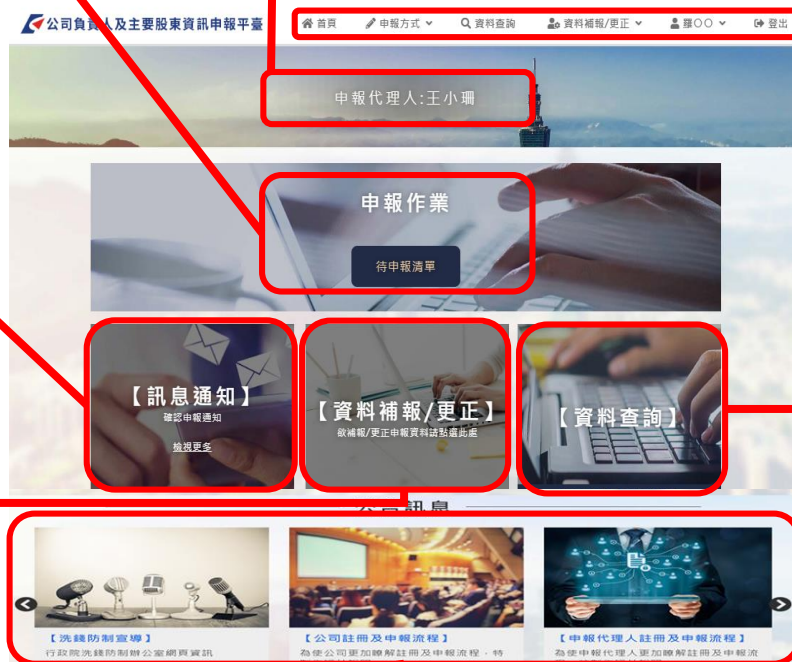 公司負責人及主要股東資訊申報平臺
首頁 申報方式 資料查詢 資料補報/更正 羅〇〇 登出
申報代理人:王小珊
申報作業
待申報清單
【訊息通知】
確認申報通知
檢視更多
【資料補報/更正】
欲補報/更正申報資料請點選此處
【資料查詢】
公司訊息
【洗錢防制宣導】
行政院洗錢防制辦公室網頁資訊
【公司註冊及申報流程】
為使公司更加瞭解註冊及申報流程，特
【申報代理人註冊及申報流程】
為使申報代理人更加瞭解註冊及申報流